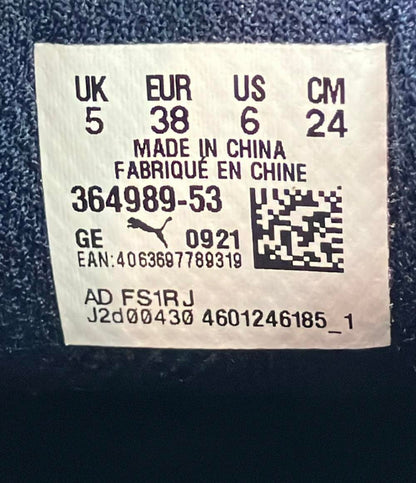 UK EUR US CM
5 38 6 24
MADE IN CHINA
FABRIQUÉ EN CHINE
364989-53
GE 0921
EAN:4063697789319
AD FS1RJ
J2d00430 4601246185_1